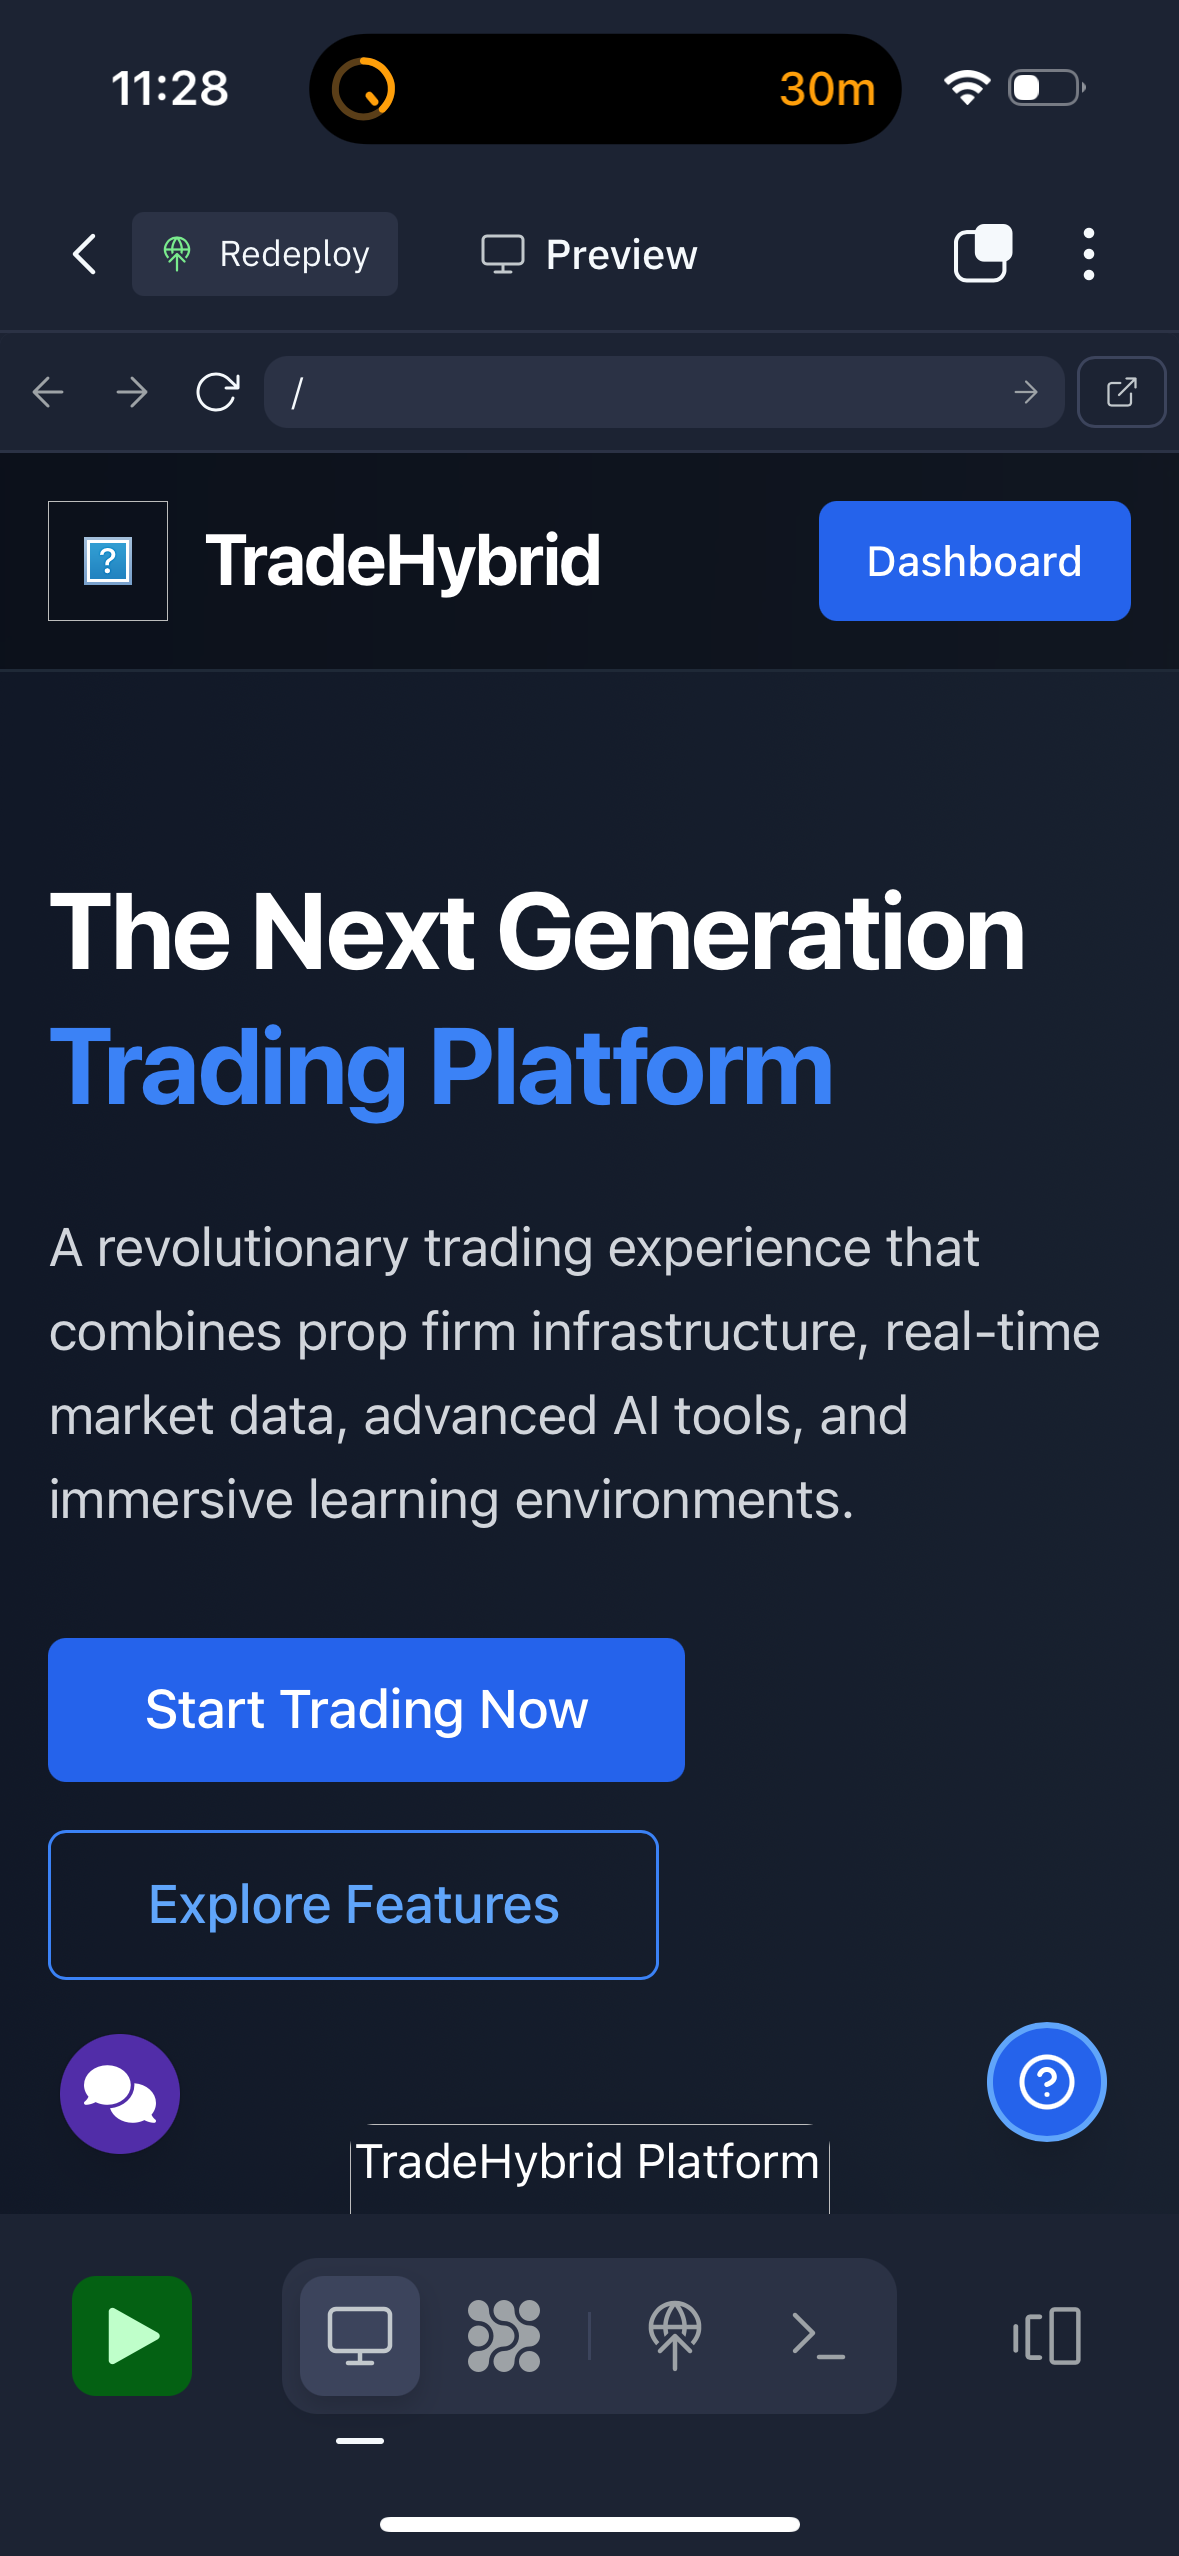 11:28
30m
Redeploy
Preview
/
TradeHybrid
Dashboard
The Next Generation
Trading Platform
A revolutionary trading experience that
combines prop firm infrastructure, real-time
market data, advanced AI tools, and
immersive learning environments.
Start Trading Now
Explore Features
TradeHybrid Platform